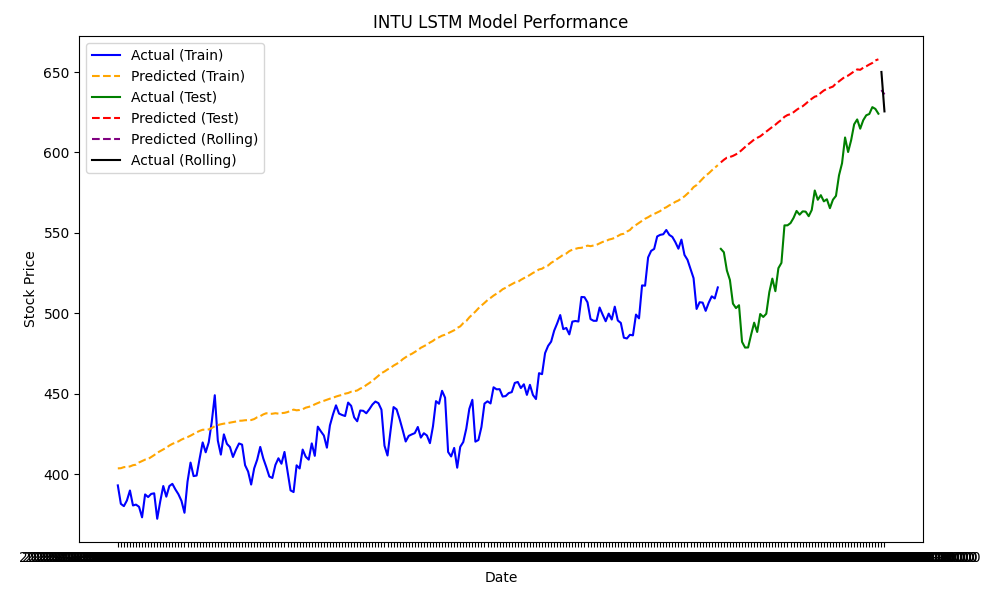 INTU LSTM Model Performance
Actual (Train)
Predicted (Train)
Actual (Test)
Predicted (Test)
Predicted (Rolling)
Actual (Rolling)
650
600
550
500
450
400
Stock Price
Date